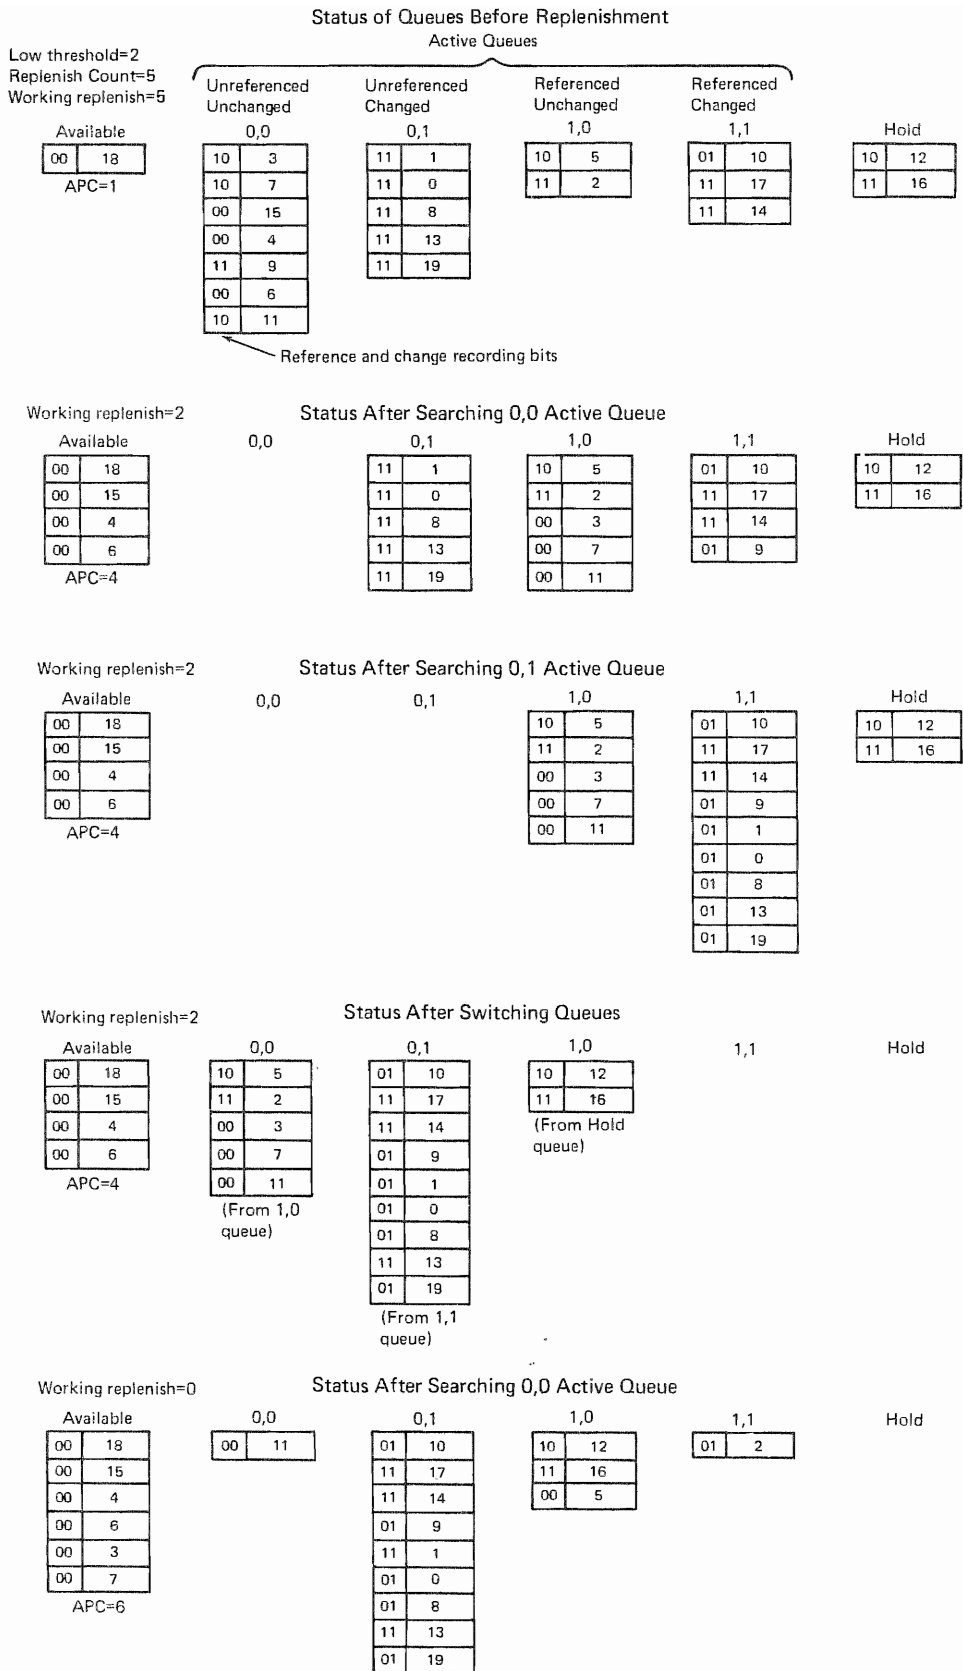 Status of Queues Before Replenishment
Active Queues
Low threshold=2
Replenish Count=5
Working replenish=5
Unreferenced Unchanged
Unreferenced Changed
Referenced Unchanged
Referenced Changed
Available 0,0 0,1 1,0 1,1 Hold
00 18
APC=1
10 3
10 7
00 15
00 4
11 9
00 6
10 11
11 1
11 0
11 8
11 13
11 19
10 5
11 2
01 10
11 17
11 14
10 12
11 16
Reference and change recording bits
Working replenish=2
Status After Searching 0,0 Active Queue
Available 0,0 0,1 1,0 1,1 Hold
00 18
00 15
00 4
00 6
APC=4
11 1
11 0
11 8
11 13
11 19
10 5
11 2
00 3
00 7
00 11
01 10
11 17
11 14
01 9
10 12
11 16
Working replenish=2
Status After Searching 0,1 Active Queue
Available 0,0 0,1 1,0 1,1 Hold
00 18
00 15
00 4
00 6
APC=4
10 5
11 2
00 3
00 7
00 11
01 10
11 17
11 14
01 9
01 1
01 0
01 8
01 13
01 19
10 12
11 16
Working replenish=2
Status After Switching Queues
Available 0,0 0,1 1,0 1,1 Hold
00 18
00 15
00 4
00 6
APC=4
10 5
11 2
00 3
00 7
00 11
(From 1,0
queue)
01 10
11 17
11 14
01 9
01 1
01 0
01 8
11 13
01 19
(From 1,1
queue)
10 12
11 16
(From Hold
queue)
Working replenish=0
Status After Searching 0,0 Active Queue
Available 0,0 0,1 1,0 1,1 Hold
00 18
00 15
00 4
00 6
00 3
00 7
APC=6
00 11
01 10
11 17
11 14
01 9
11 1
01 0
01 8
11 13
01 19
10 12
11 16
00 5
01 2